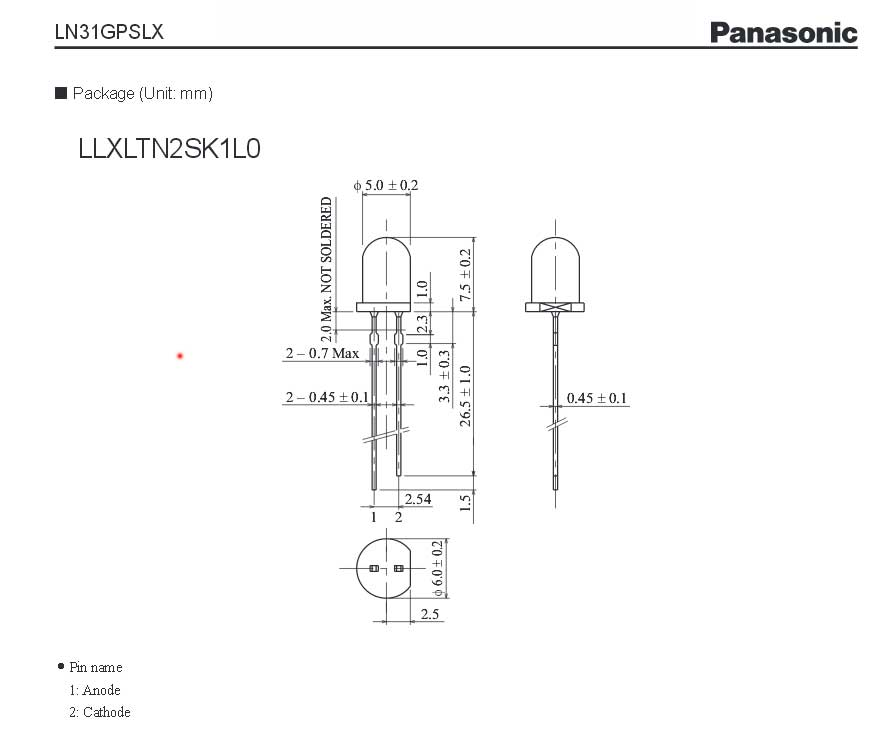 LN31GPSLX
Panasonic
■ Package (Unit: mm)
LLXLTN2SK1L0
φ 5.0 ± 0.2
2.0 Max. NOT SOLDERED
7.5 ± 0.2
1.0
2.3
1.0
3.3 ± 0.3
26.5 ± 1.0
2 – 0.7 Max
2 – 0.45 ± 0.1
0.45 ± 0.1
2.54
1.5
1 2
φ 6.0 ± 0.2
2.5
● Pin name
1: Anode
2: Cathode